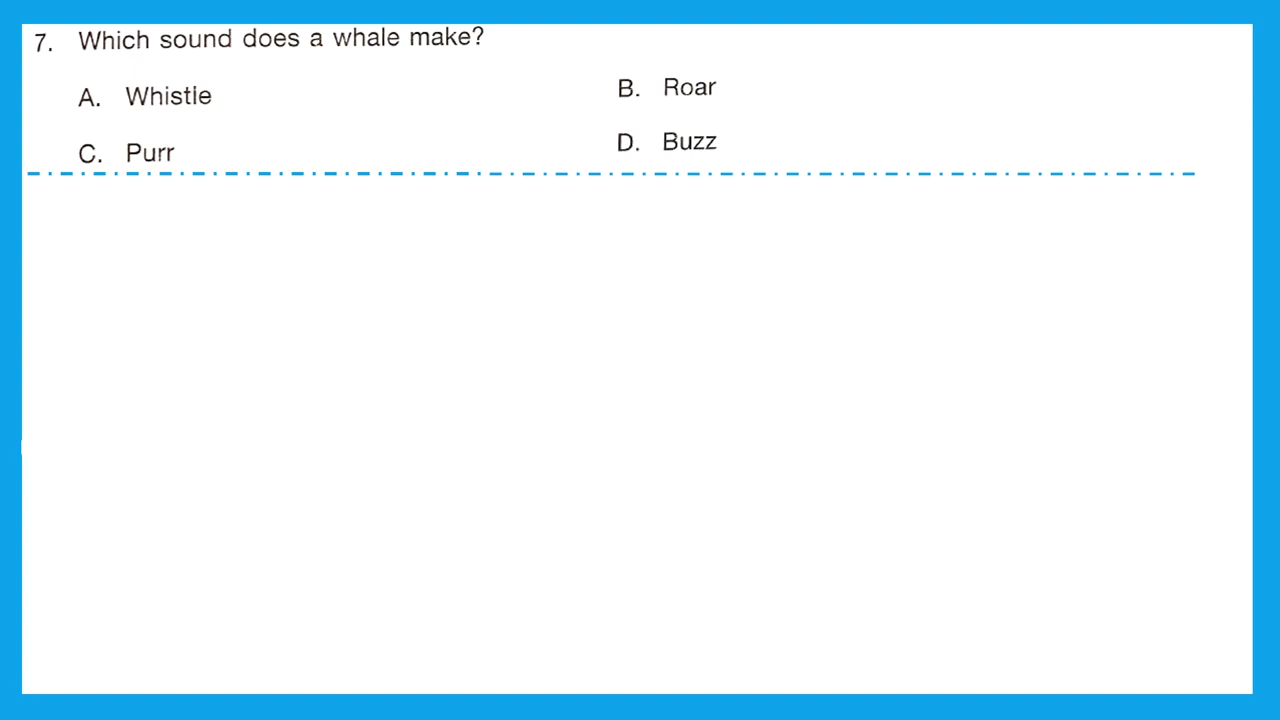 7. Which sound does a whale make?
A. Whistle
B. Roar
C. Purr
D. Buzz